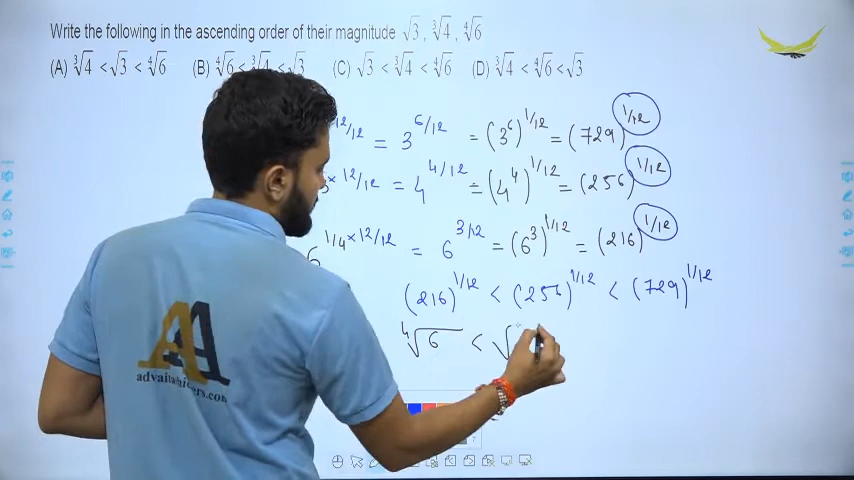 Write the following in the ascending order of their magnitude √3, ∛4, ∜6
(A) ∛4 < √3 < ∜6 (B) ∜6 < ∛4 < √3 (C) √3 < ∛4 < ∜6 (D) ∛4 < ∜6 < √3
12/12 = 3^6/12 = (3^6)^1/12 = (729)^1/12
× 12/12 = 4^4/12 = (4^4)^1/12 = (256)^1/12
6^1/4 × 12/12 = 6^3/12 = (6^3)^1/12 = (216)^1/12
(216)^1/12 < (256)^1/12 < (729)^1/12
∜6 < √
AA